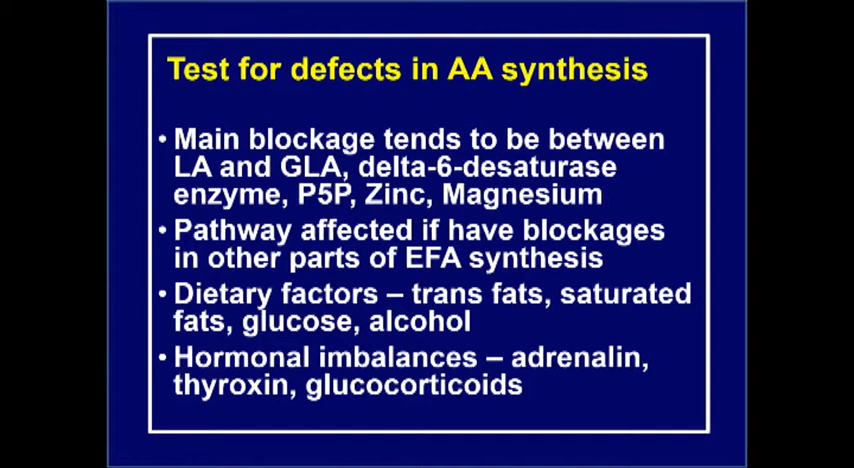 Test for defects in AA synthesis
• Main blockage tends to be between
LA and GLA, delta-6-desaturase
enzyme, P5P, Zinc, Magnesium
• Pathway affected if have blockages
in other parts of EFA synthesis
• Dietary factors – trans fats, saturated
fats, glucose, alcohol
• Hormonal imbalances – adrenalin,
thyroxin, glucocorticoids